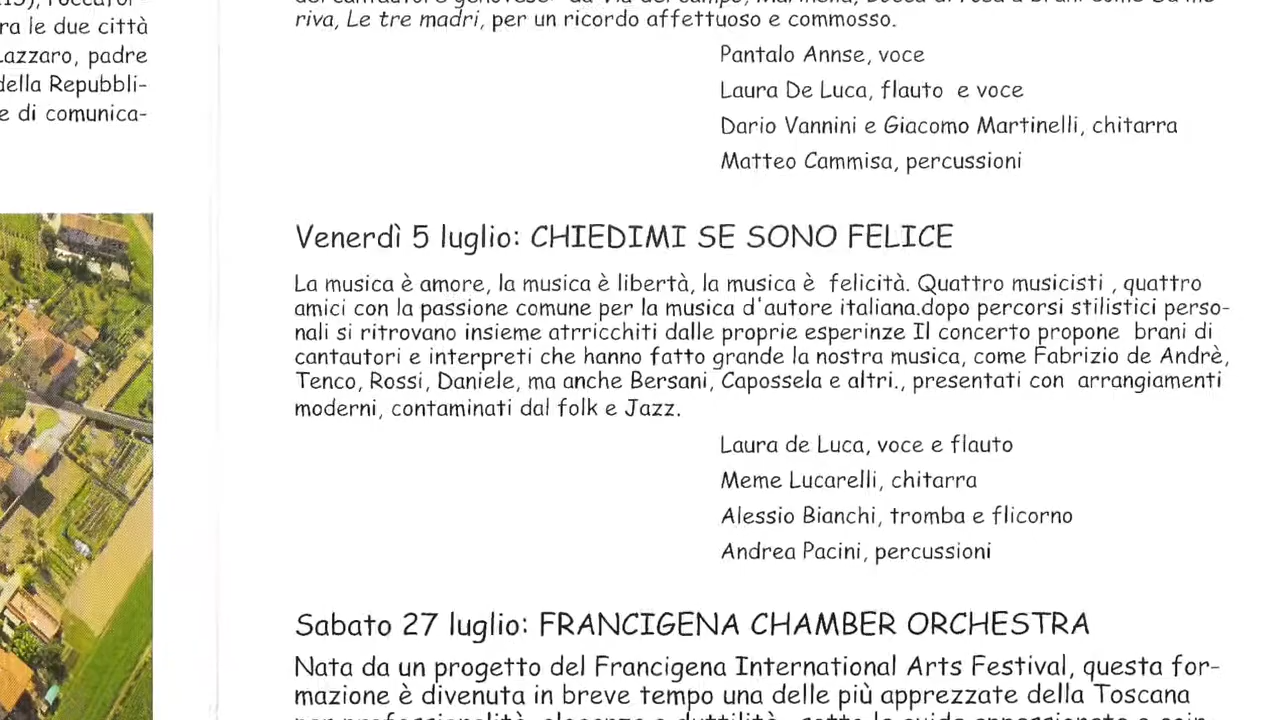 ra le due città
azzaro, padre
della Repubbli-
e di comunica-
riva, Le tre madri, per un ricordo affettuoso e commosso.
Pantalo Annse, voce
Laura De Luca, flauto e voce
Dario Vannini e Giacomo Martinelli, chitarra
Matteo Cammisa, percussioni
Venerdì 5 luglio: CHIEDIMI SE SONO FELICE
La musica è amore, la musica è libertà, la musica è felicità. Quattro musicisti , quattro
amici con la passione comune per la musica d'autore italiana.dopo percorsi stilistici perso-
nali si ritrovano insieme atrricchiti dalle proprie esperinze Il concerto propone brani di
cantautori e interpreti che hanno fatto grande la nostra musica, come Fabrizio de Andrè,
Tenco, Rossi, Daniele, ma anche Bersani, Capossela e altri., presentati con arrangiamenti
moderni, contaminati dal folk e Jazz.
Laura de Luca, voce e flauto
Meme Lucarelli, chitarra
Alessio Bianchi, tromba e flicorno
Andrea Pacini, percussioni
Sabato 27 luglio: FRANCIGENA CHAMBER ORCHESTRA
Nata da un progetto del Francigena International Arts Festival, questa for-
mazione è divenuta in breve tempo una delle più apprezzate della Toscana